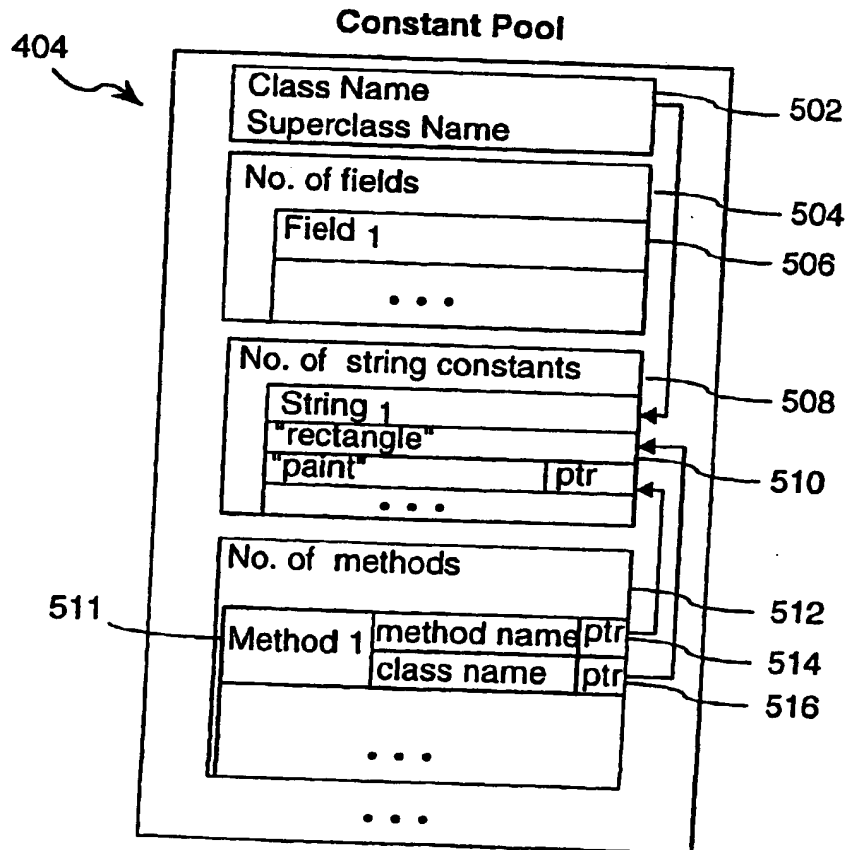 Constant Pool
404
Class Name
Superclass Name
502
No. of fields
504
Field 1
506
• • •
No. of string constants
508
String 1
"rectangle"
"paint" ptr
510
• • •
No. of methods
512
511
Method 1 method name ptr
514
class name ptr
516
• • •
• • •